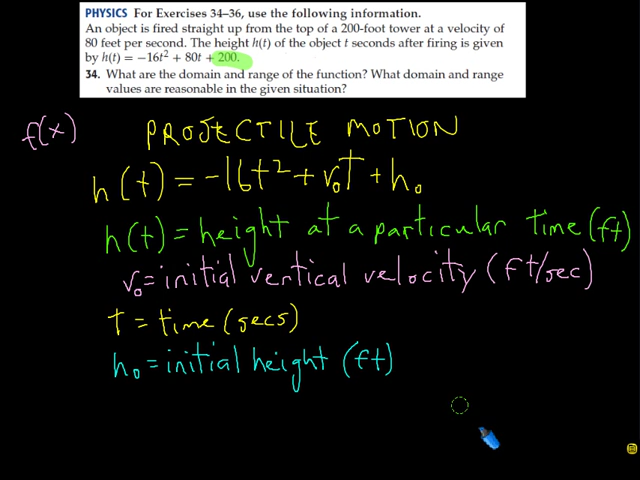 PHYSICS For Exercises 34–36, use the following information.
An object is fired straight up from the top of a 200-foot tower at a velocity of
80 feet per second. The height h(t) of the object t seconds after firing is given
by h(t) = −16t² + 80t + 200.
34. What are the domain and range of the function? What domain and range
values are reasonable in the given situation?
f(x) PROJECTILE MOTION
h(t) = -16t² + v₀t + h₀
h(t) = height at a particular time (ft)
v₀ = initial vertical velocity (ft/sec)
t = time (secs)
h₀ = initial height (ft)